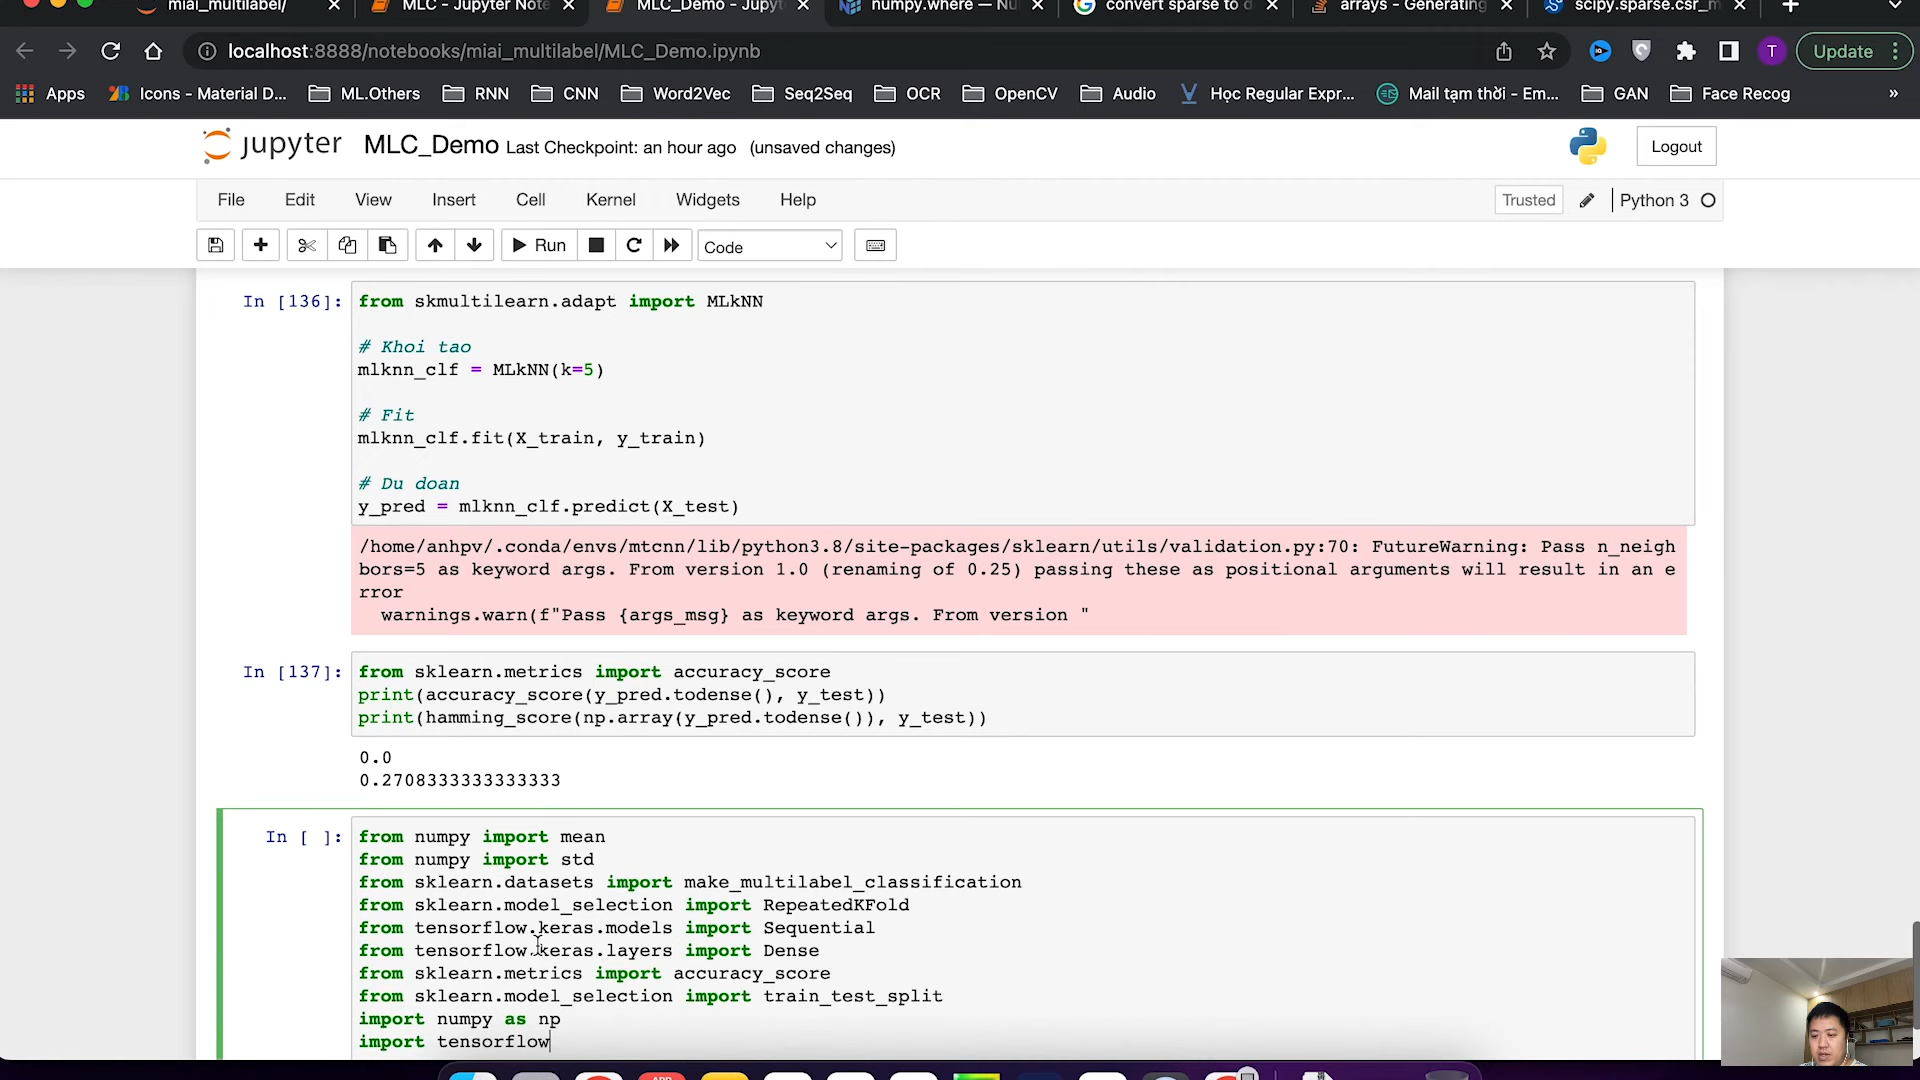 miai_multilabel/
MLC - Jupyter Note
MLC_Demo - Jupyt
numpy.where — Nu
convert sparse to d
arrays - Generating
scipy.sparse.csr_m
localhost:8888/notebooks/miai_multilabel/MLC_Demo.ipynb
T
Update
Apps
Icons - Material D...
ML.Others
RNN
CNN
Word2Vec
Seq2Seq
OCR
OpenCV
Audio
Học Regular Expr...
Mail tạm thời - Em...
GAN
Face Recog
»
jupyter
MLC_Demo Last Checkpoint: an hour ago (unsaved changes)
Logout
File Edit View Insert Cell Kernel Widgets Help
Trusted
Python 3
Run
Code
In [136]:
from skmultilearn.adapt import MLkNN
# Khoi tao
mlknn_clf = MLkNN(k=5)
# Fit
mlknn_clf.fit(X_train, y_train)
# Du doan
y_pred = mlknn_clf.predict(X_test)
/home/anhpv/.conda/envs/mtcnn/lib/python3.8/site-packages/sklearn/utils/validation.py:70: FutureWarning: Pass n_neigh
bors=5 as keyword args. From version 1.0 (renaming of 0.25) passing these as positional arguments will result in an e
rror
warnings.warn(f"Pass {args_msg} as keyword args. From version "
In [137]:
from sklearn.metrics import accuracy_score
print(accuracy_score(y_pred.todense(), y_test))
print(hamming_score(np.array(y_pred.todense()), y_test))
0.0
0.2708333333333333
In [ ]:
from numpy import mean
from numpy import std
from sklearn.datasets import make_multilabel_classification
from sklearn.model_selection import RepeatedKFold
from tensorflow.keras.models import Sequential
from tensorflow.keras.layers import Dense
from sklearn.metrics import accuracy_score
from sklearn.model_selection import train_test_split
import numpy as np
import tensorflow